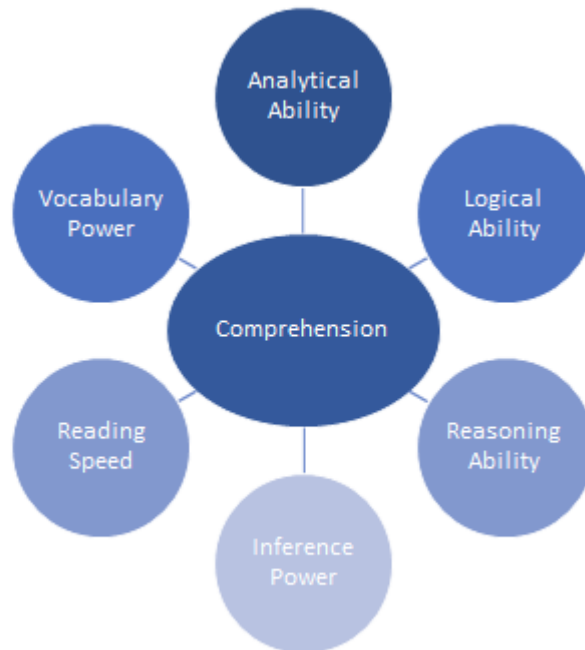 Analytical
Ability
Vocabulary
Power
Logical
Ability
Comprehension
Reading
Speed
Reasoning
Ability
Inference
Power